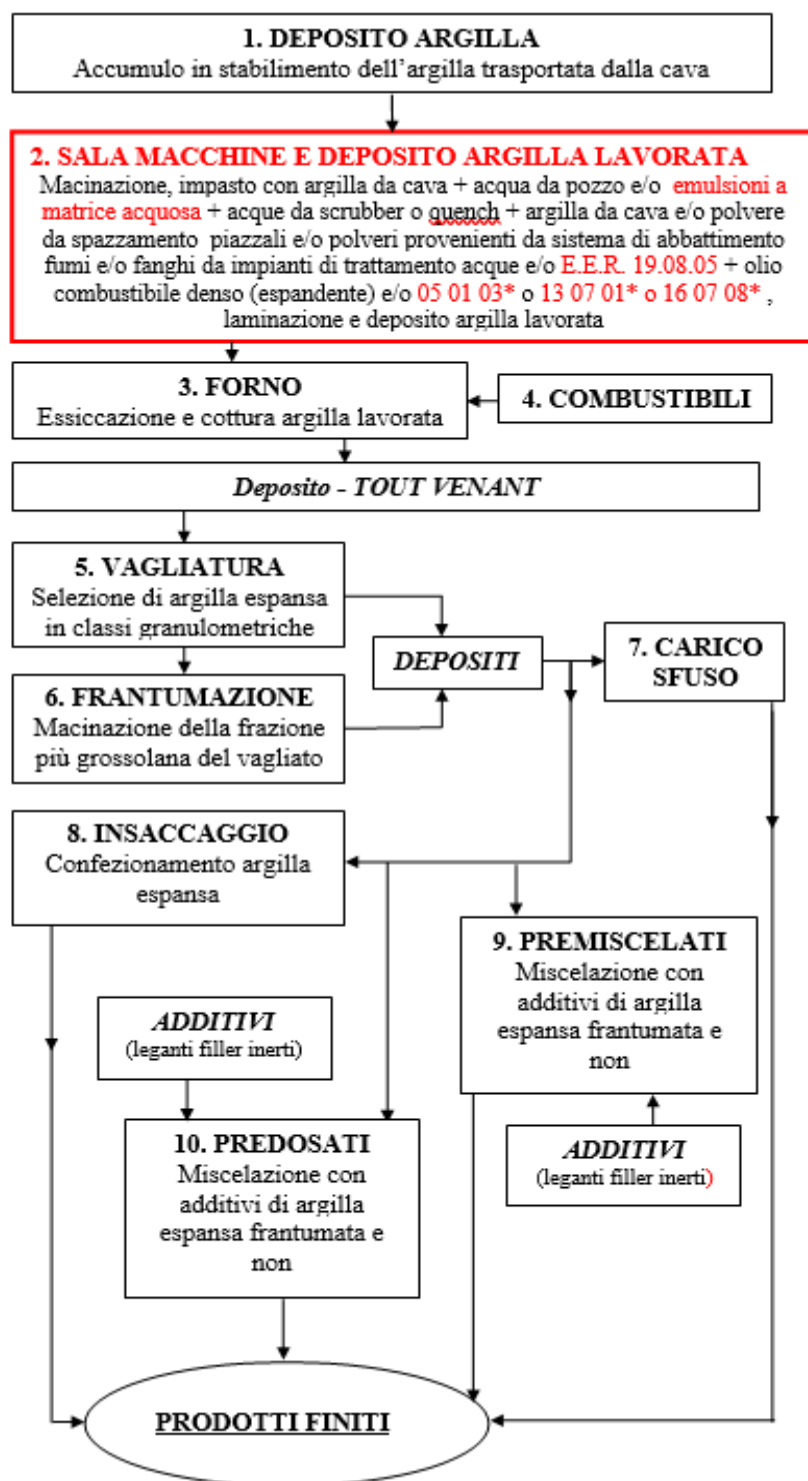 1. DEPOSITO ARGILLA
Accumulo in stabilimento dell’argilla trasportata dalla cava
2. SALA MACCHINE E DEPOSITO ARGILLA LAVORATA
Macinazione, impasto con argilla da cava + acqua da pozzo e/o emulsioni a
matrice acquosa + acque da scrubber o quench + argilla da cava e/o polvere
da spazzamento piazzali e/o polveri provenienti da sistema di abbattimento
fumi e/o fanghi da impianti di trattamento acque e/o E.E.R. 19.08.05 + olio
combustibile denso (espandente) e/o 05 01 03* o 13 07 01* o 16 07 08* ,
laminazione e deposito argilla lavorata
3. FORNO
Essiccazione e cottura argilla lavorata
4. COMBUSTIBILI
Deposito - TOUT VENANT
5. VAGLIATURA
Selezione di argilla espansa
in classi granulometriche
DEPOSITI
7. CARICO
SFUSO
6. FRANTUMAZIONE
Macinazione della frazione
più grossolana del vagliato
8. INSACCAGGIO
Confezionamento argilla
espansa
9. PREMISCELATI
Miscelazione con
additivi di argilla
espansa frantumata e
non
ADDITIVI
(leganti filler inerti)
10. PREDOSATI
Miscelazione con
additivi di argilla
espansa frantumata e
non
ADDITIVI
(leganti filler inerti)
PRODOTTI FINITI